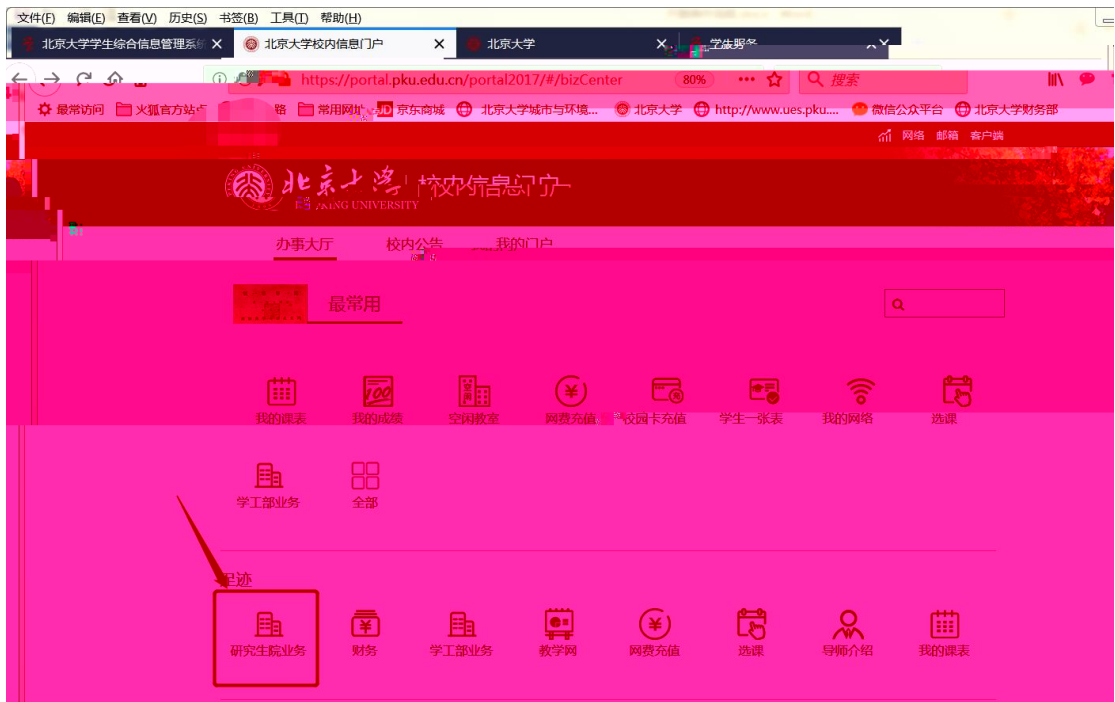 文件(F) 编辑(E) 查看(V) 历史(S) 书签(B) 工具(T) 帮助(H)
北京大学学生综合信息管理系统 北京大学校内信息门户 北京大学
https://portal.pku.edu.cn/portal2017/#/bizCenter 80% 搜索
最常访问 火狐官方站点 常用网址 JD 京东商城 北京大学城市与环境... 北京大学 http://www.ues.pku.... 微信公众平台 北京大学财务部
网络 邮箱 客户端
北京大学 校内信息门户
办事大厅 校内公告 我的门户
最常用
我的课表 我的成绩 空闲教室 网费充值 校园卡充值 学生一张表 我的网络 选课
学工部业务 全部
足迹
研究生院业务 财务 学工部业务 教学网 网费充值 选课 导师介绍 我的课表